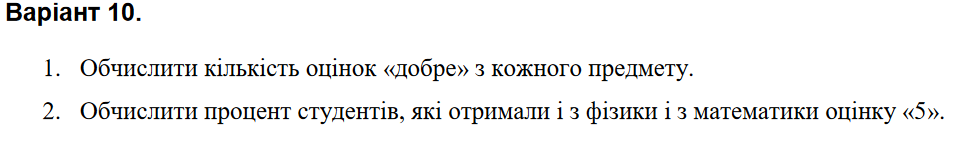 Варіант 10.
1. Обчислити кількість оцінок «добре» з кожного предмету.
2. Обчислити процент студентів, які отримали і з фізики і з математики оцінку «5».